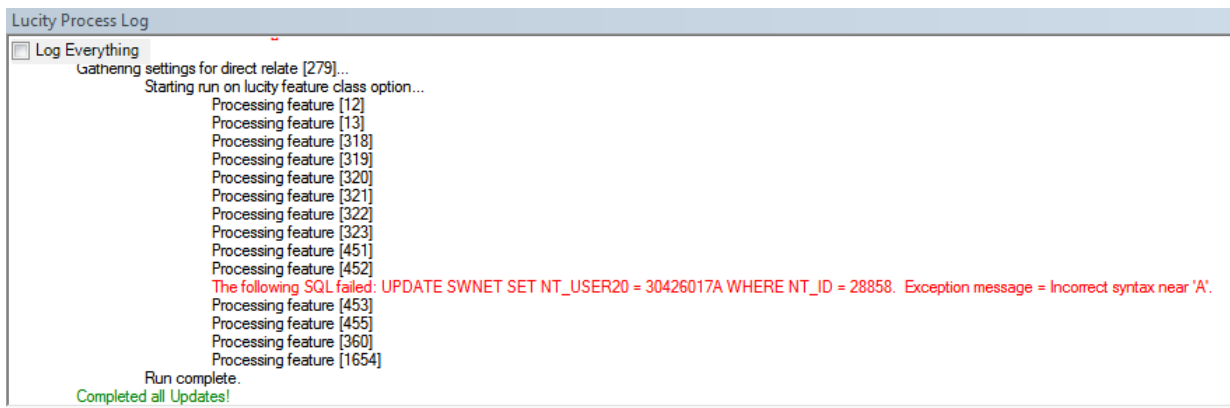 Lucity Process Log
Log Everything
Gathering settings for direct relate [279]...
Starting run on lucity feature class option...
Processing feature [12]
Processing feature [13]
Processing feature [318]
Processing feature [319]
Processing feature [320]
Processing feature [321]
Processing feature [322]
Processing feature [323]
Processing feature [451]
Processing feature [452]
The following SQL failed: UPDATE SWNET SET NT_USER20 = 30426017A WHERE NT_ID = 28858.  Exception message = Incorrect syntax near 'A'.
Processing feature [453]
Processing feature [455]
Processing feature [360]
Processing feature [1654]
Run complete.
Completed all Updates!